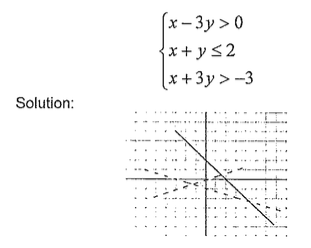 x − 3y > 0
x + y ≤ 2
x + 3y > −3
Solution: